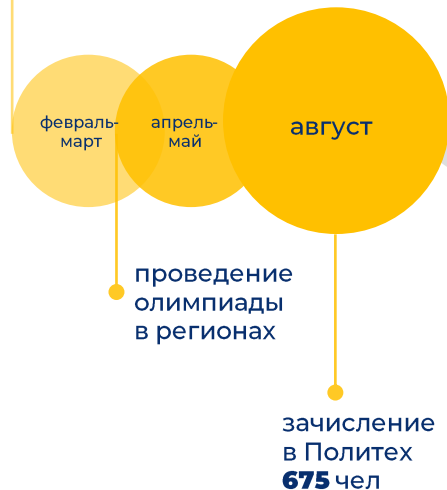 февраль-
март
апрель-
май
август
проведение
олимпиады
в регионах
зачисление
в Политех
675 чел